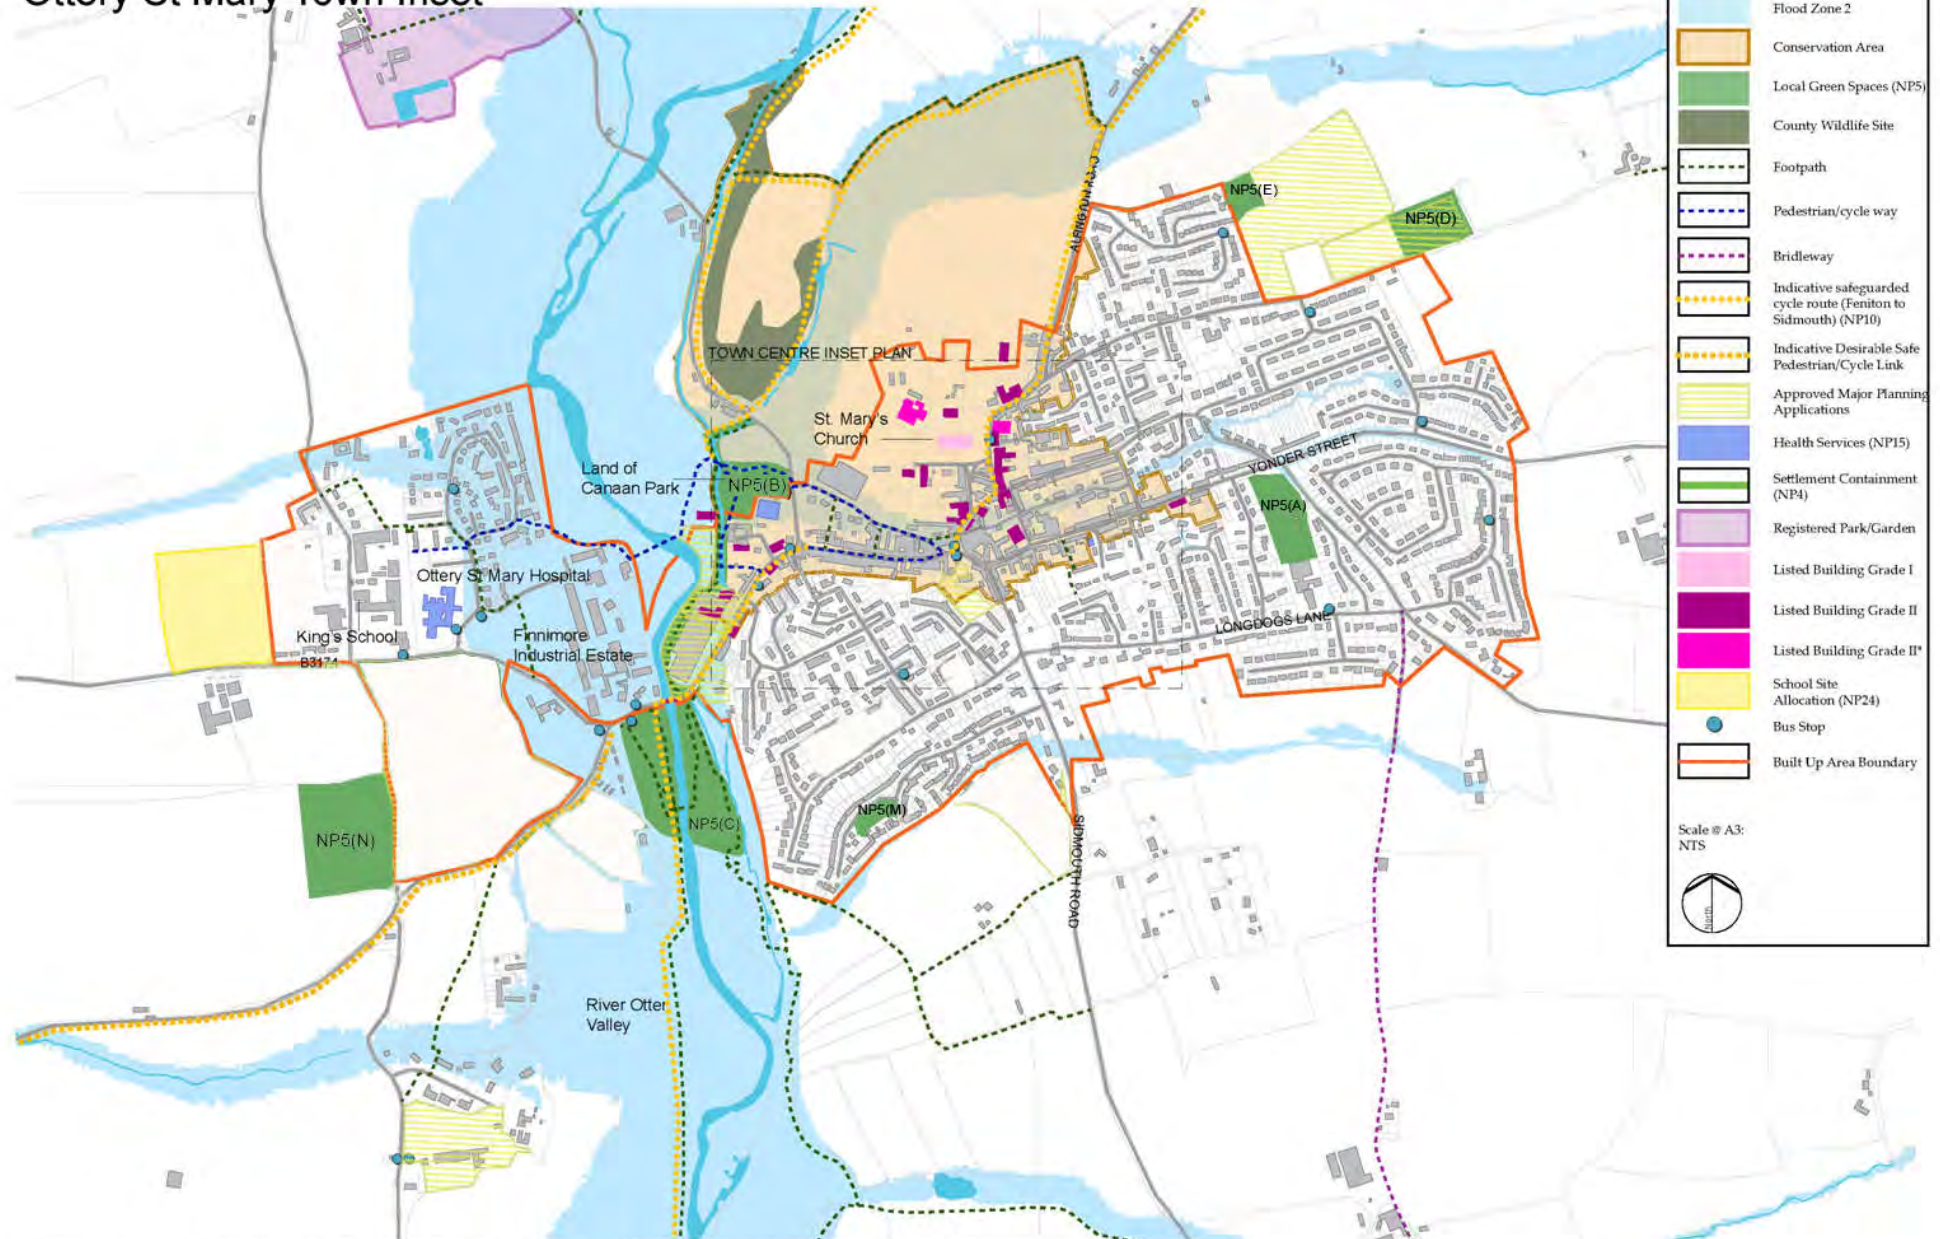 Ottery St Mary Town Inset
Flood Zone 2
Conservation Area
Local Green Spaces (NP5)
County Wildlife Site
Footpath
Pedestrian/cycle way
Bridleway
Indicative safeguarded
cycle route (Feniton to
Sidmouth) (NP10)
Indicative Desirable Safe
Pedestrian/Cycle Link
Approved Major Planning
Applications
Health Services (NP15)
Settlement Containment
(NP4)
Registered Park/Garden
Listed Building Grade I
Listed Building Grade II
Listed Building Grade II*
School Site
Allocation (NP24)
Bus Stop
Built Up Area Boundary
Scale @ A3:
NTS
North
NP5(E)
NP5(D)
TOWN CENTRE INSET PLAN
St. Mary's
Church
Land of
Canaan Park
NP5(B)
YONDER STREET
NP5(A)
Ottery St Mary Hospital
King's School
B3174
Finnimore
Industrial Estate
LONGDOGS LANE
NP5(M)
NP5(C)
NP5(N)
SIDMOUTH ROAD
River Otter
Valley